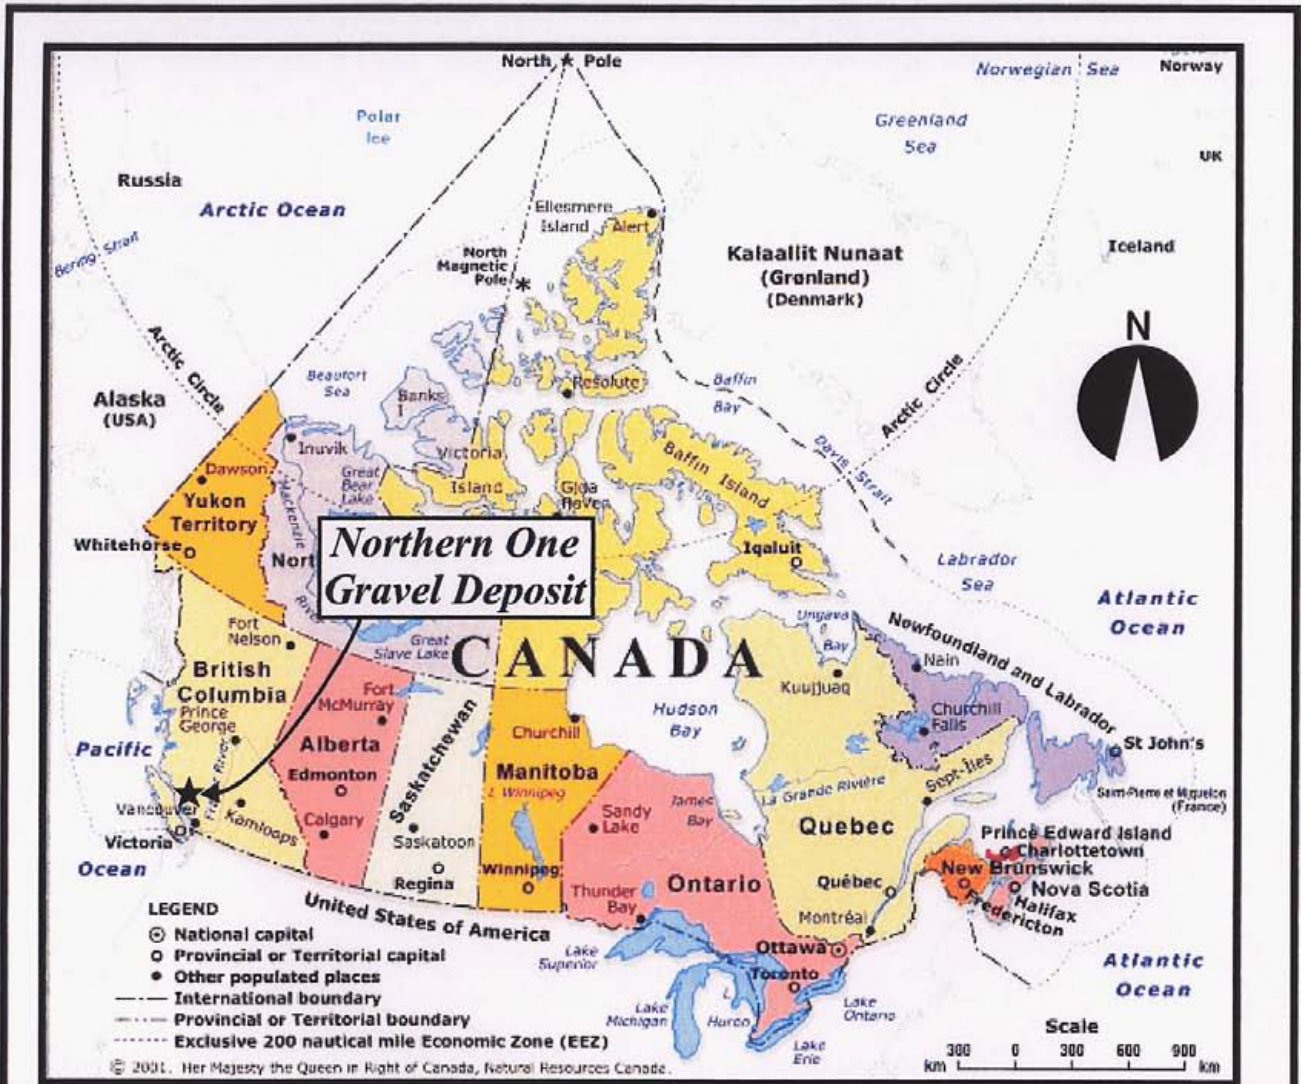 North Pole
Norwegian Sea
Norway
Polar
Ice
Greenland
Sea
UK
Russia
Arctic Ocean
Ellesmere
Island
Alert
Bering Strait
North
Magnetic
Pole
Kalaallit Nunaat
(Grønland)
(Denmark)
Iceland
N
Arctic Circle
Beaufort
Sea
Resolute
Baffin
Bay
Arctic Circle
Alaska
(USA)
Banks
I
Inuvik
Victoria
Island
Great
Bear
Lake
Baffin Island
Davis Strait
Dawson
Yukon
Territory
Mackenzie
River
Gjoa
Haven
Whitehorse
Nort
Northern One
Gravel Deposit
Iqaluit
Labrador
Sea
Atlantic
Ocean
Fort
Nelson
Great
Slave Lake
CANADA
Ungava
Bay
Newfoundland and Labrador
Nain
British
Columbia
Kuujjuaq
Fort
McMurray
Prince
George
Hudson
Bay
Churchill
Falls
Churchill
Pacific
Ocean
Alberta
Saskatchewan
Manitoba
L Winnipeg
St John's
Sept-Îles
La Grande Rivière
Saint-Pierre et Miquelon
(France)
Edmonton
James
Bay
Sandy
Lake
Vancouver
Kamloops
Calgary
Quebec
Prince Edward Island
Charlottetown
Victoria
Saskatoon
Regina
Winnipeg
Ontario
Québec
New Brunswick
Nova Scotia
Halifax
Fredericton
Thunder
Bay
Montréal
United States of America
Ottawa
Toronto
Lake
Superior
Lake
Michigan
L
Huron
Lake
Ontario
Lake
Erie
Atlantic
Ocean
LEGEND
National capital
Provincial or Territorial capital
Other populated places
International boundary
Provincial or Territorial boundary
Exclusive 200 nautical mile Economic Zone (EEZ)
© 2001. Her Majesty the Queen in Right of Canada, Natural Resources Canada.
Scale
300 0 300 600 900
km km